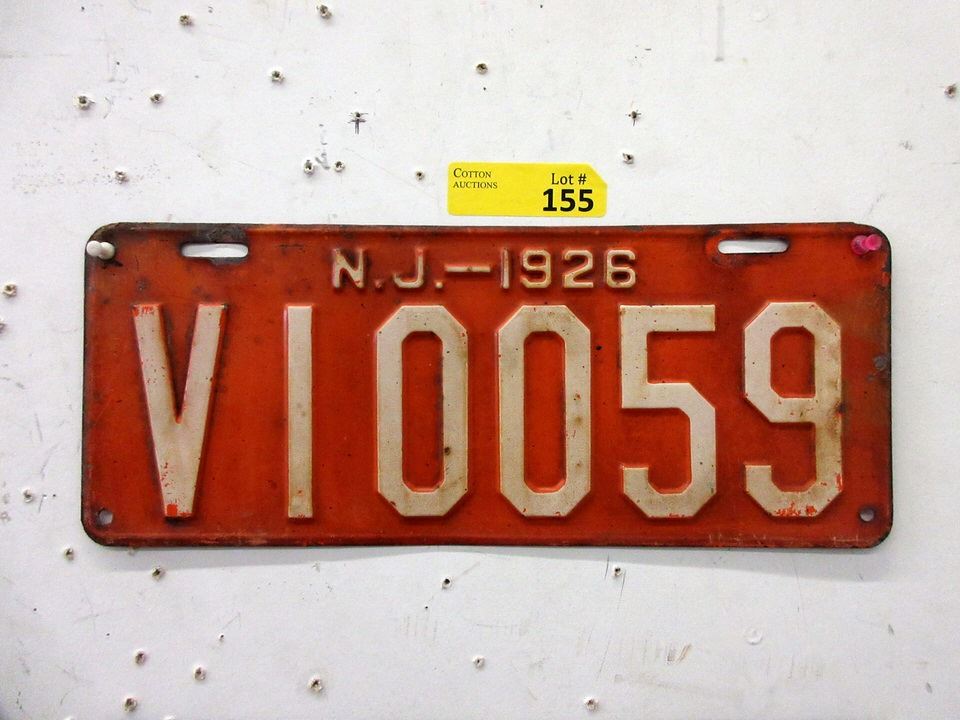 COTTON
AUCTIONS
Lot #
155
N.J.—1926
V10059